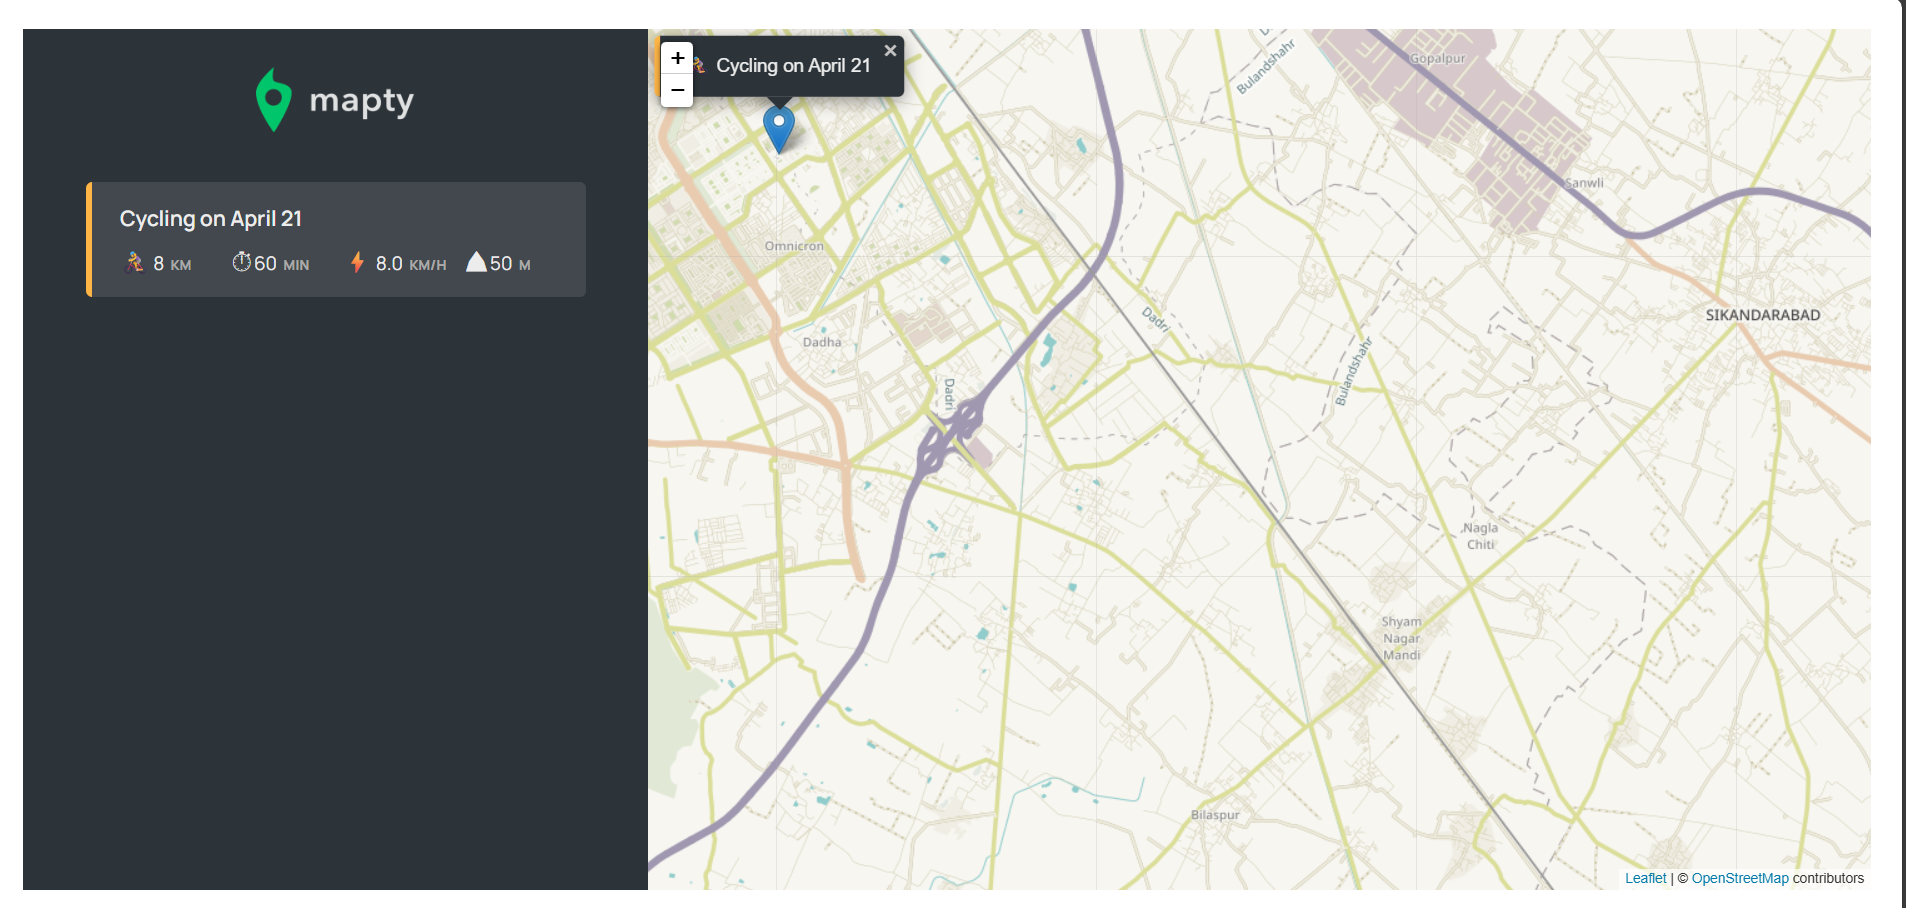 mapty
Cycling on April 21
8 KM
60 MIN
8.0 KM/H
50 M
+
−
Cycling on April 21
×
Gopalpur
Bulandshahr
Sanwli
Omnicron
Dadri
SIKANDARABAD
Dadha
Bulandshahr
Dadri
Nagla
Chiti
Shyam
Nagar
Mandi
Bilaspur
Leaflet | © OpenStreetMap contributors